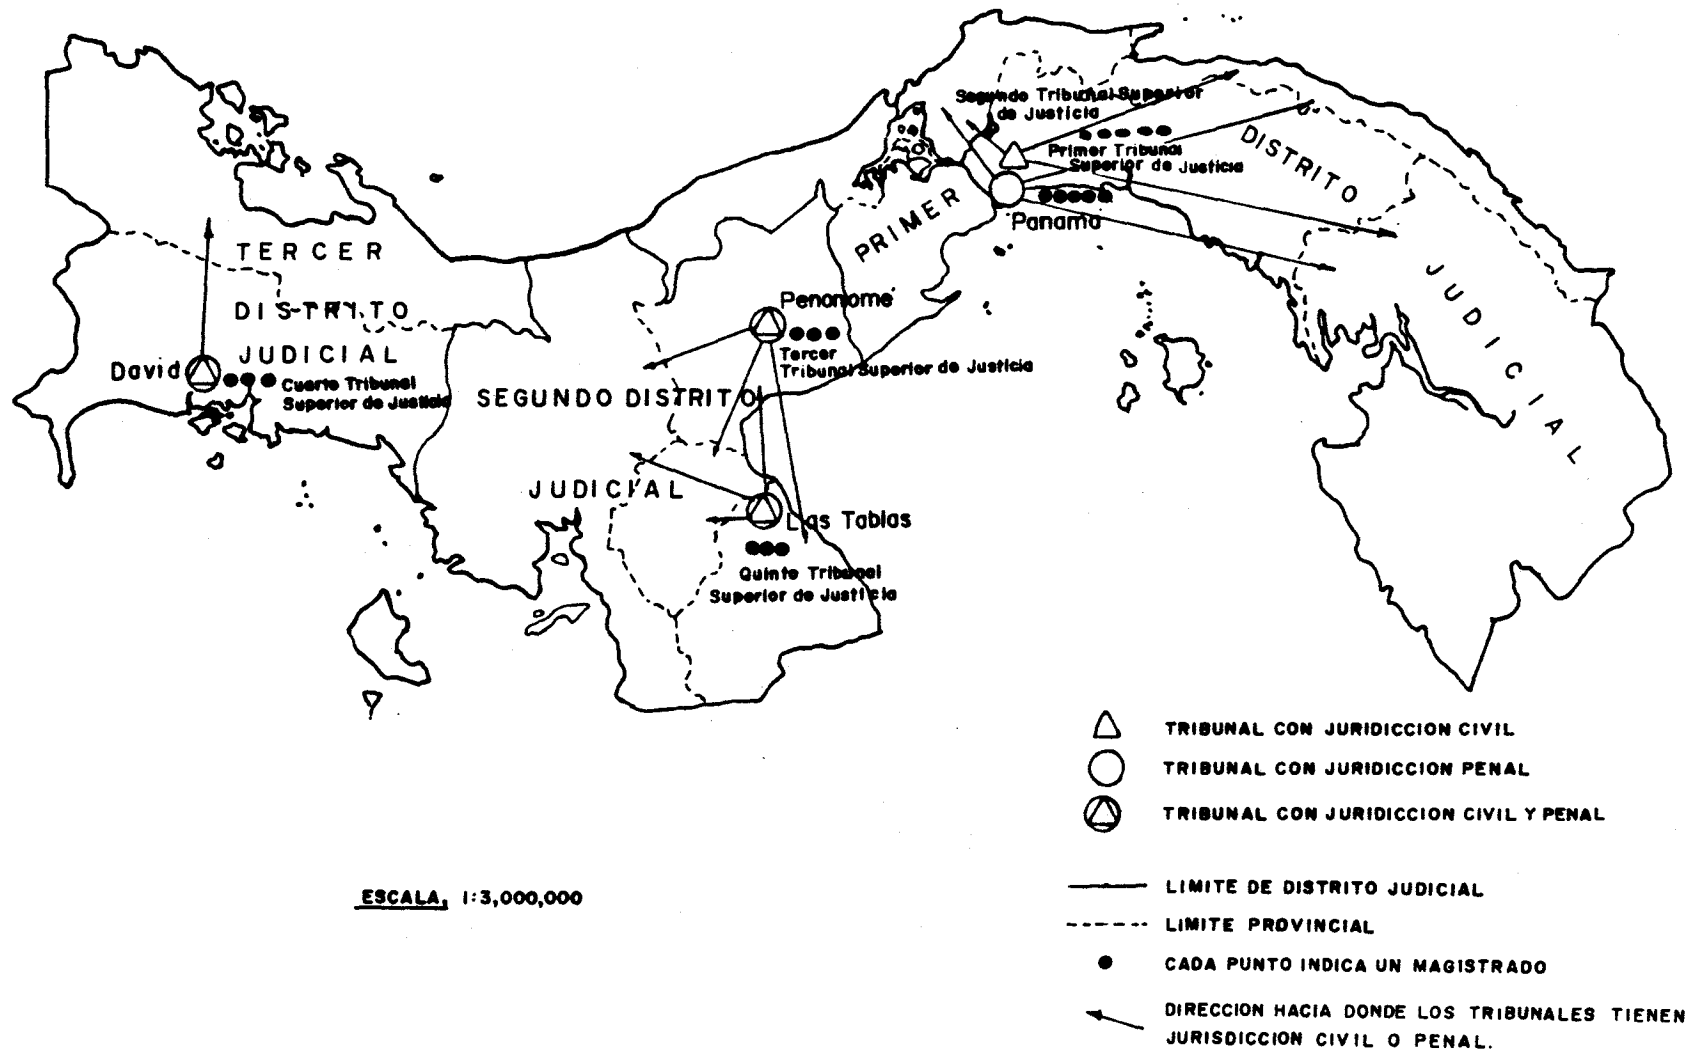 Segundo Tribunal Superior
de Justicia
Primer Tribunal
Superior de Justicia
Panamá
PRIMER
DISTRITO
JUDICIAL
TERCER
DISTRITO
JUDICIAL
David
Cuarto Tribunal
Superior de Justicia
Penonomé
Tercer
Tribunal Superior de Justicia
SEGUNDO DISTRITO
JUDICIAL
Las Tablas
Quinto Tribunal
Superior de Justicia
TRIBUNAL CON JURIDICCION CIVIL
TRIBUNAL CON JURIDICCION PENAL
TRIBUNAL CON JURIDICCION CIVIL Y PENAL
ESCALA, 1:3,000,000
LIMITE DE DISTRITO JUDICIAL
LIMITE PROVINCIAL
CADA PUNTO INDICA UN MAGISTRADO
DIRECCION HACIA DONDE LOS TRIBUNALES TIENEN
JURISDICCION CIVIL O PENAL.